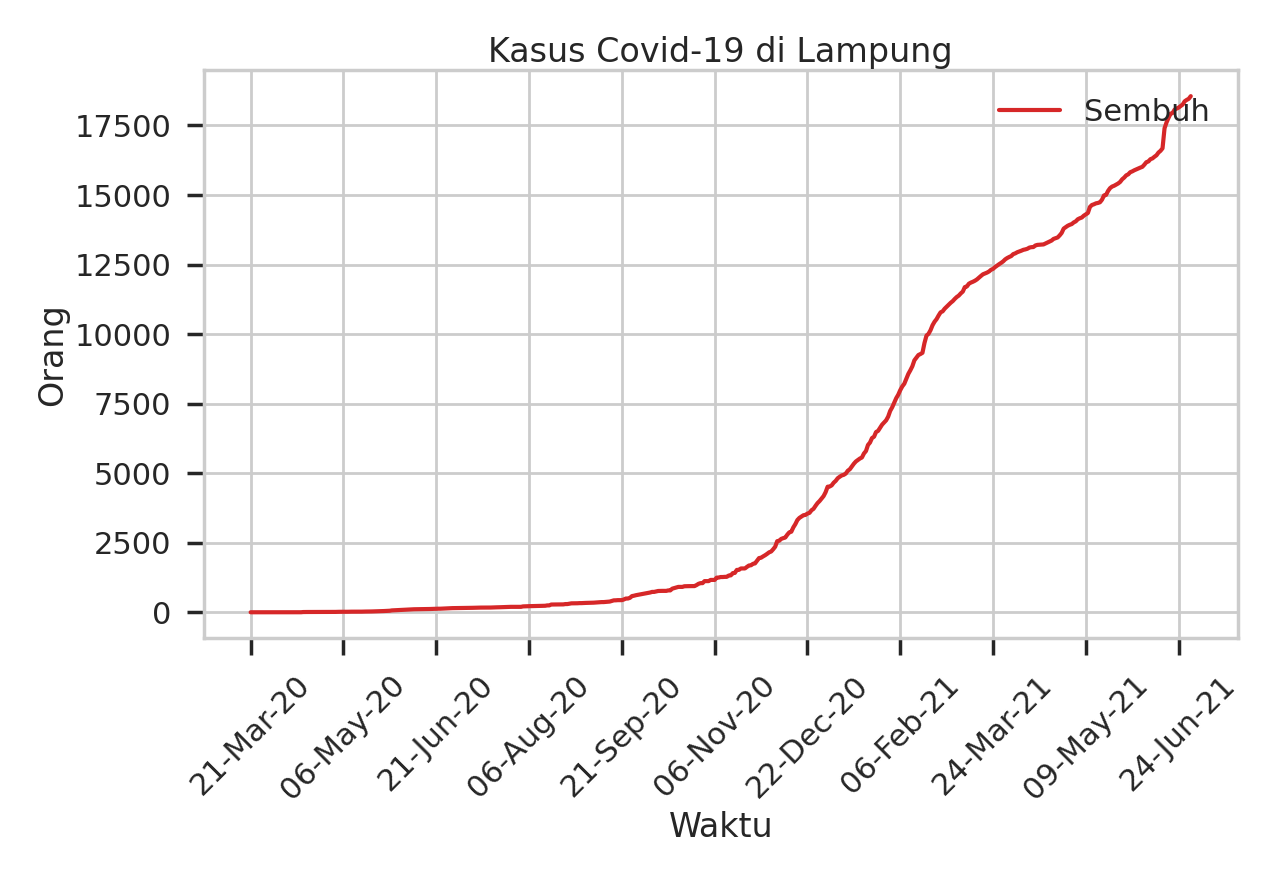 Kasus Covid-19 di Lampung
Sembuh
Orang
17500
15000
12500
10000
7500
5000
2500
0
21-Mar-20
06-May-20
21-Jun-20
06-Aug-20
21-Sep-20
06-Nov-20
22-Dec-20
06-Feb-21
24-Mar-21
09-May-21
24-Jun-21
Waktu